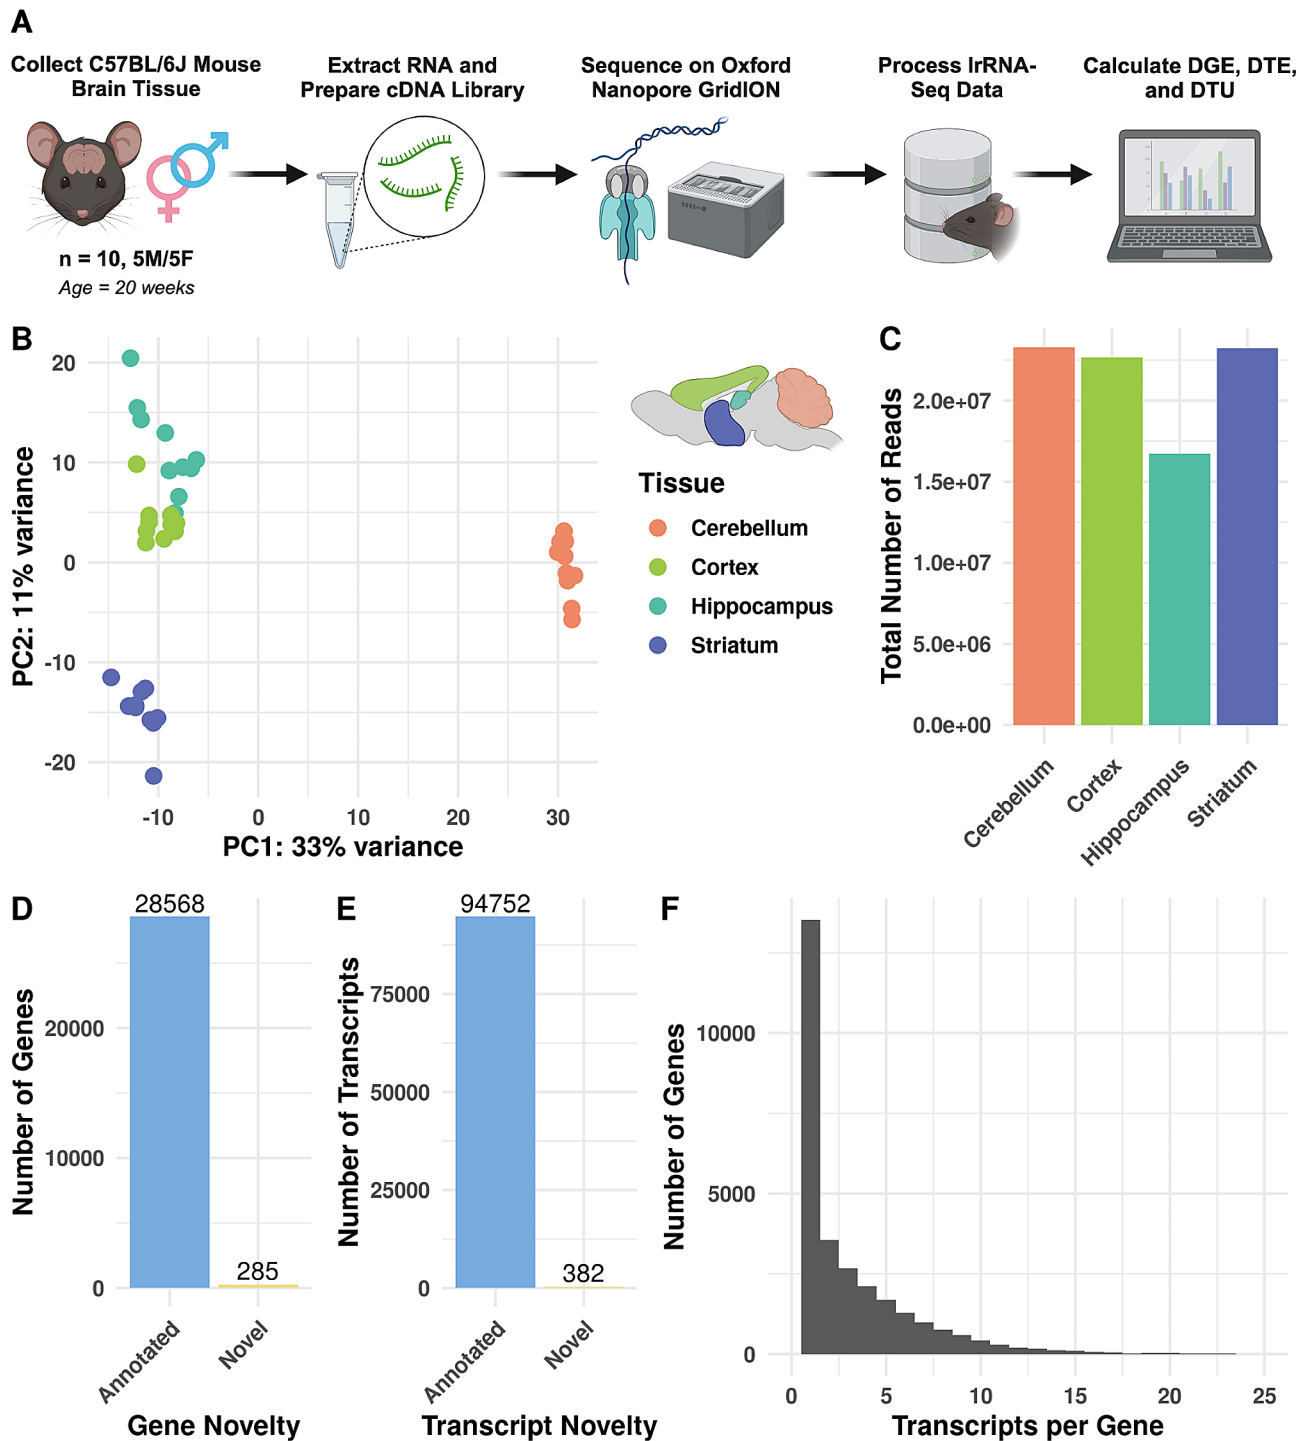 A
Collect C57BL/6J Mouse
Brain Tissue
n = 10, 5M/5F
Age = 20 weeks
Extract RNA and
Prepare cDNA Library
Sequence on Oxford
Nanopore GridION
Process lrRNA-
Seq Data
Calculate DGE, DTE,
and DTU
B
PC2: 11% variance
20
10
0
-10
-20
-10
0
10
20
30
PC1: 33% variance
Tissue
Cerebellum
Cortex
Hippocampus
Striatum
C
Total Number of Reads
2.0e+07
1.5e+07
1.0e+07
5.0e+06
0.0e+00
Cerebellum
Cortex
Hippocampus
Striatum
D
Number of Genes
28568
285
20000
10000
0
Annotated
Novel
Gene Novelty
E
Number of Transcripts
94752
382
75000
50000
25000
0
Annotated
Novel
Transcript Novelty
F
Number of Genes
10000
5000
0
0
5
10
15
20
25
Transcripts per Gene